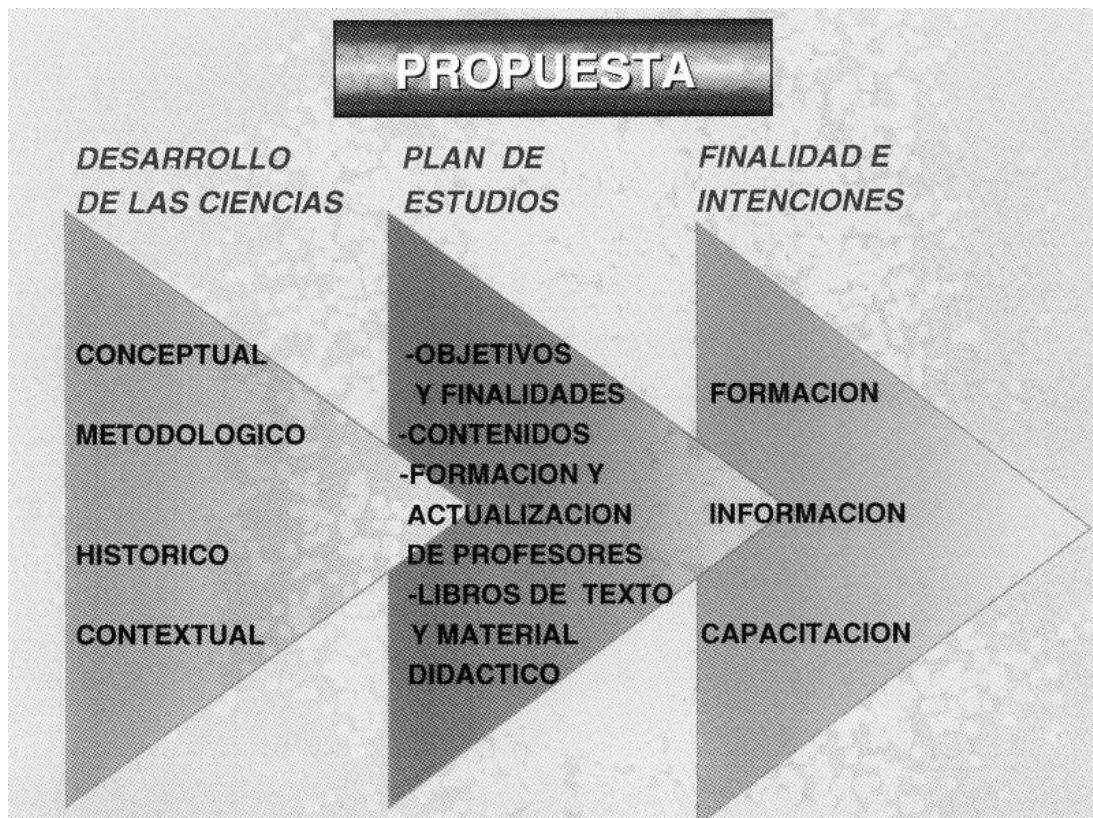 PROPUESTA
DESARROLLO
DE LAS CIENCIAS
CONCEPTUAL
METODOLOGICO
HISTORICO
CONTEXTUAL
PLAN DE
ESTUDIOS
-OBJETIVOS
Y FINALIDADES
-CONTENIDOS
-FORMACION Y
ACTUALIZACION
DE PROFESORES
-LIBROS DE TEXTO
Y MATERIAL
DIDACTICO
FINALIDAD E
INTENCIONES
FORMACION
INFORMACION
CAPACITACION